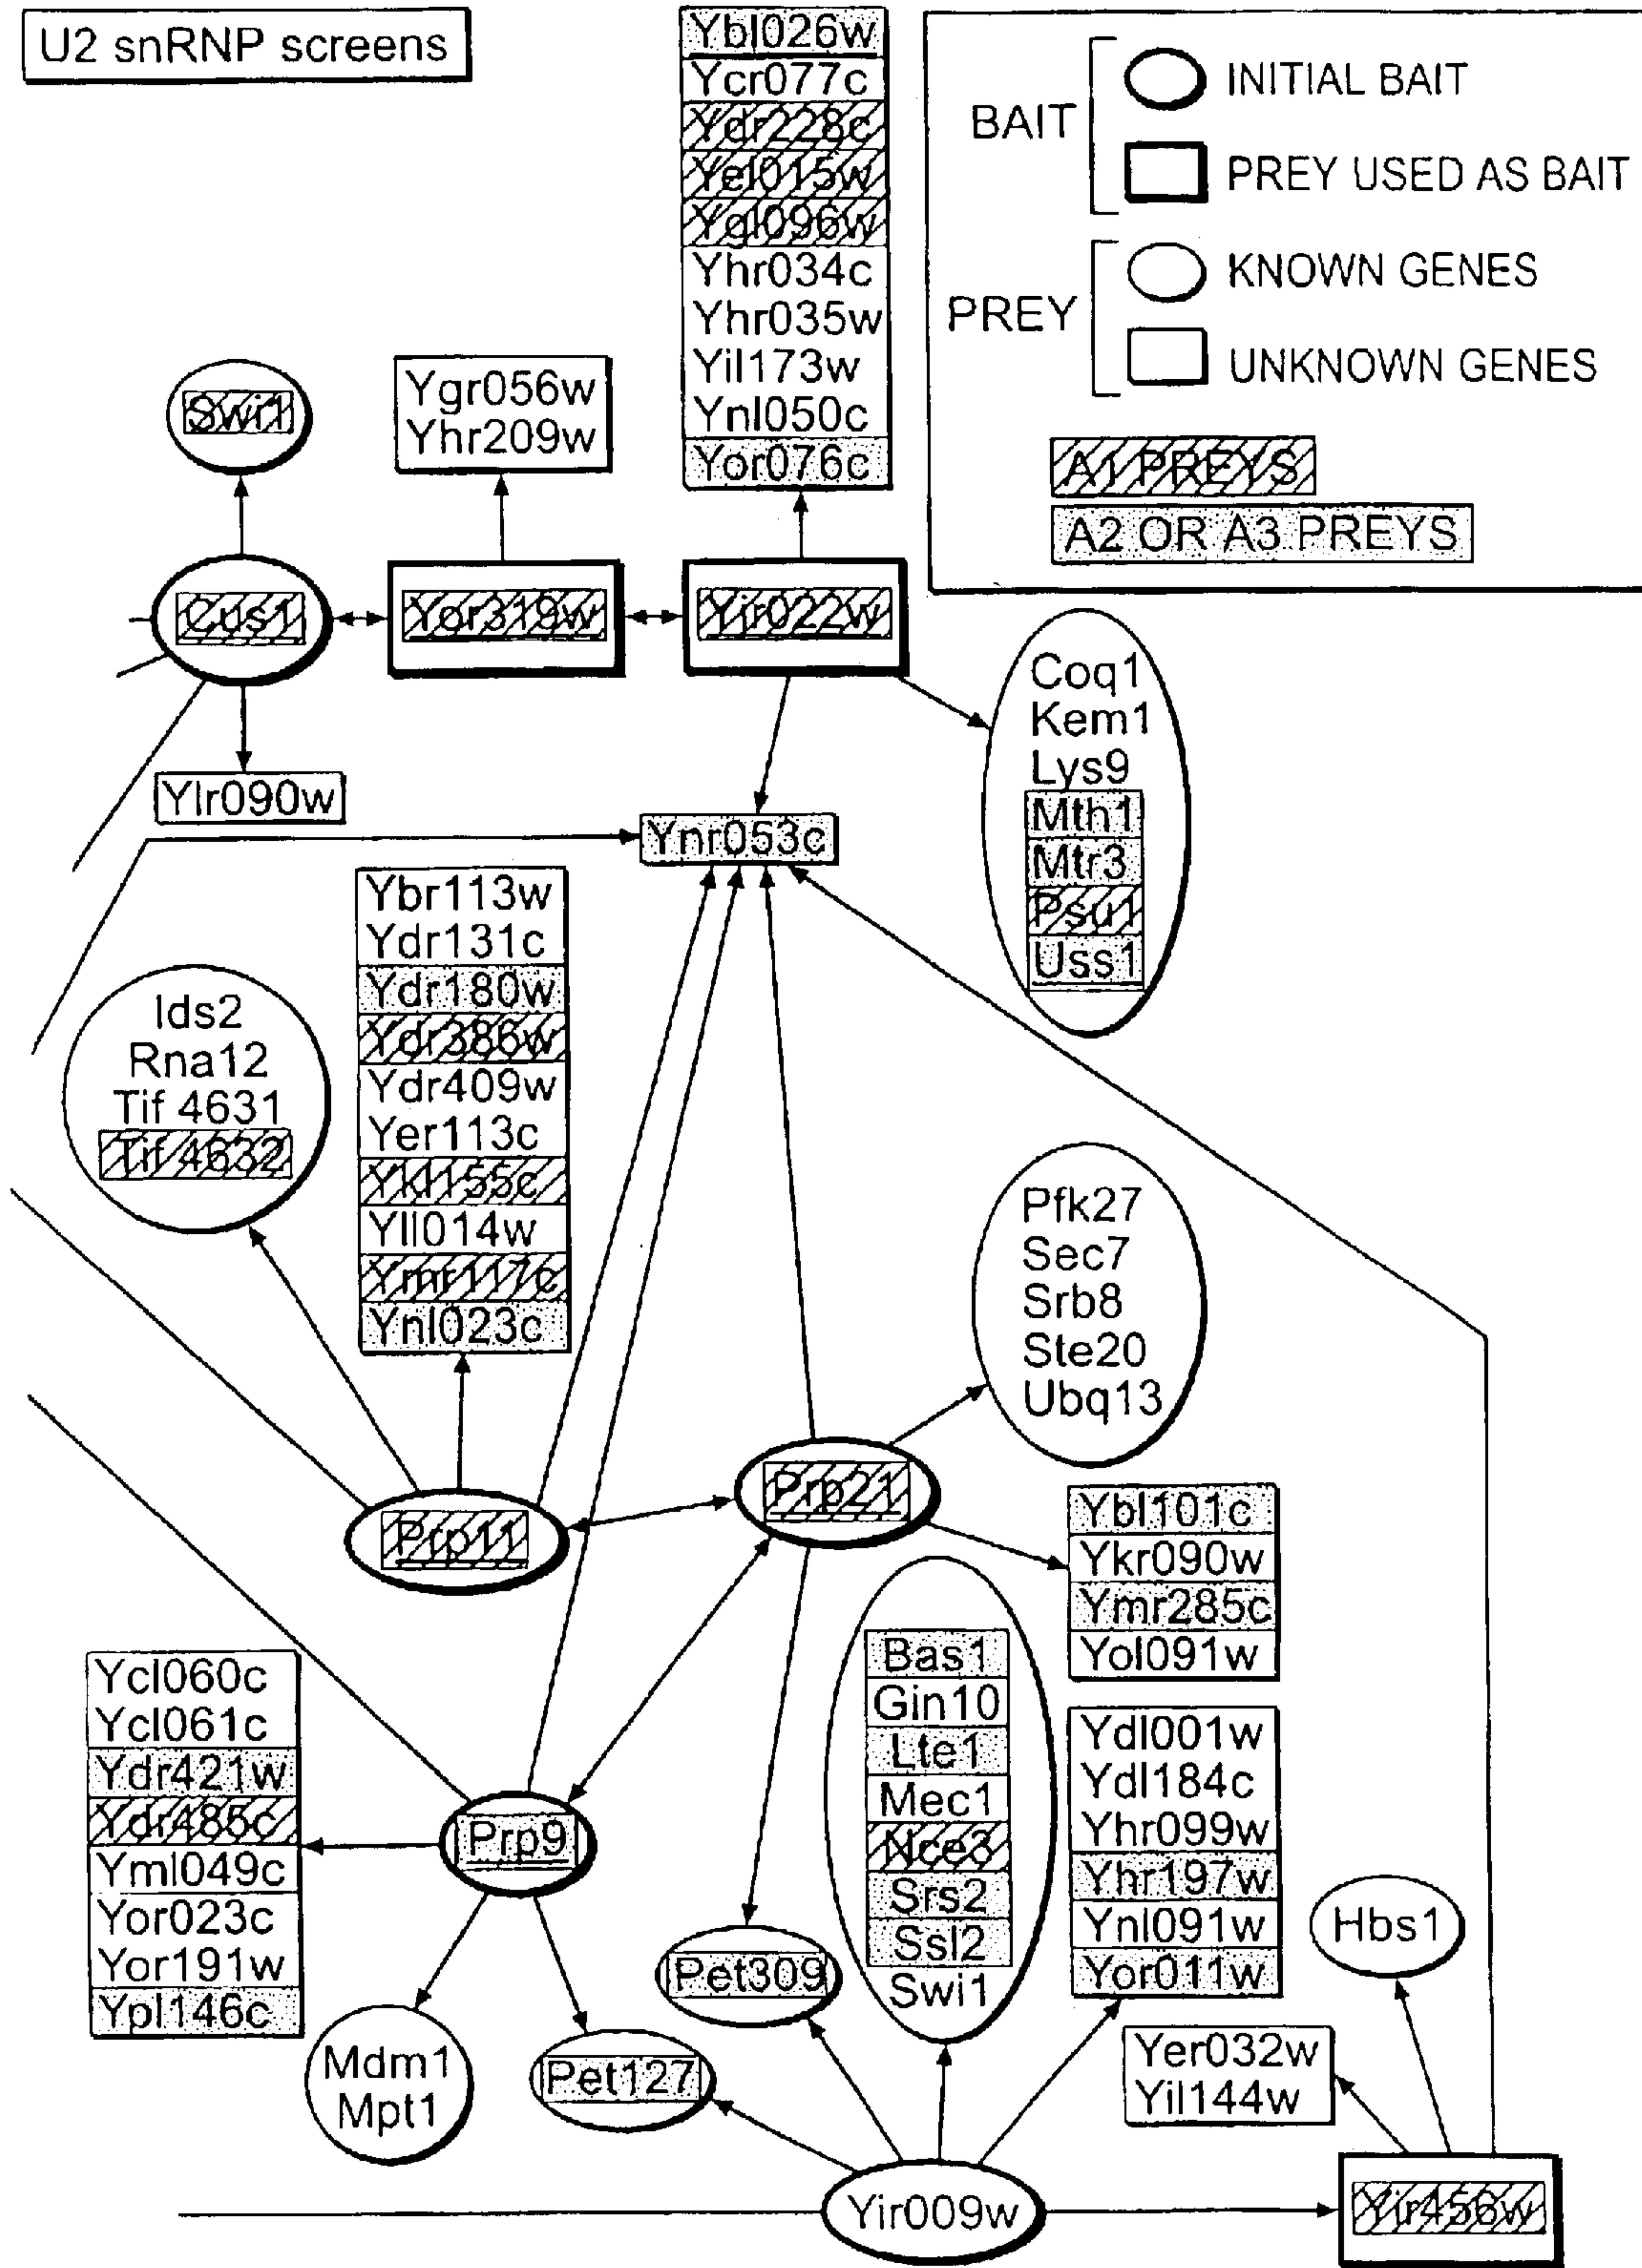 U2 snRNP screens
Ybl026w
Ycr077c
Ydr228c
Yel015w
Ygl096w
Yhr034c
Yhr035w
Yil173w
Ynl050c
Yor076c
BAIT
INITIAL BAIT
PREY USED AS BAIT
PREY
KNOWN GENES
UNKNOWN GENES
A1 PREYS
A2 OR A3 PREYS
Swi1
Ygr056w
Yhr209w
Cus1
Yor319w
Yir022w
Coq1
Kem1
Lys9
Mth1
Mtr3
Psu1
Uss1
Ylr090w
Ynr053c
Ybr113w
Ydr131c
Ydr180w
Ydr386w
Ydr409w
Yer113c
Ykl155c
Yll014w
Ymr117c
Ynl023c
Ids2
Rna12
Tif 4631
Tif 4632
Pfk27
Sec7
Srb8
Ste20
Ubq13
Prp21
Prp11
Ybl101c
Ykr090w
Ymr285c
Yol091w
Bas1
Gin10
Lte1
Mec1
Nce3
Srs2
Ssl2
Swi1
Ydl001w
Ydl184c
Yhr099w
Yhr197w
Ynl091w
Yor011w
Ycl060c
Ycl061c
Ydr421w
Ydr485c
Yml049c
Yor023c
Yor191w
Ypl146c
Prp9
Hbs1
Pet309
Mdm1
Mpt1
Pet127
Yer032w
Yil144w
Yir009w
Yir456w